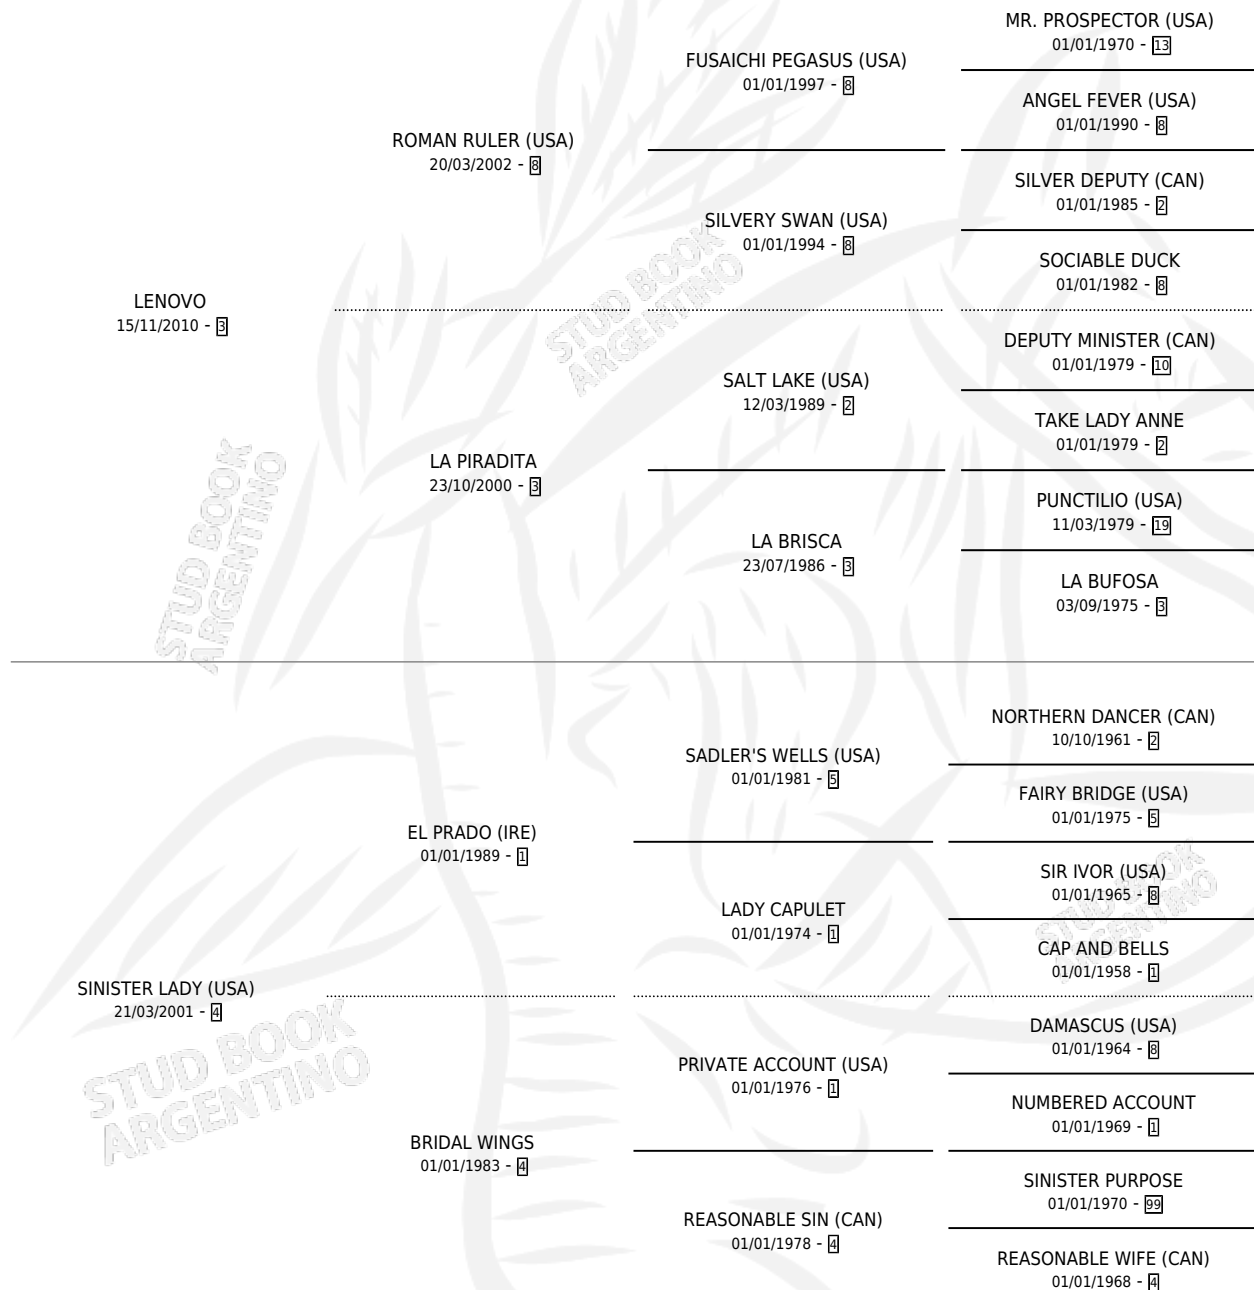 MR. PROSPECTOR (USA)
01/01/1970 - 13
FUSAICHI PEGASUS (USA)
01/01/1997 - 8
ANGEL FEVER (USA)
01/01/1990 - 8
ROMAN RULER (USA)
20/03/2002 - 8
SILVER DEPUTY (CAN)
01/01/1985 - 2
SILVERY SWAN (USA)
01/01/1994 - 8
SOCIABLE DUCK
01/01/1982 - 8
STUD BOOK
ARGENTINO
LENOVO
15/11/2010 - 3
DEPUTY MINISTER (CAN)
01/01/1979 - 10
SALT LAKE (USA)
12/03/1989 - 2
TAKE LADY ANNE
01/01/1979 - 2
LA PIRADITA
23/10/2000 - 3
PUNCTILIO (USA)
11/03/1979 - 19
LA BRISCA
23/07/1986 - 3
LA BUFOSA
03/09/1975 - 3
STUD BOOK
ARGENTINO
NORTHERN DANCER (CAN)
10/10/1961 - 2
SADLER'S WELLS (USA)
01/01/1981 - 5
FAIRY BRIDGE (USA)
01/01/1975 - 5
EL PRADO (IRE)
01/01/1989 - 1
SIR IVOR (USA)
01/01/1965 - 8
LADY CAPULET
01/01/1974 - 1
STUD BOOK
ARGENTINO
CAP AND BELLS
01/01/1958 - 1
SINISTER LADY (USA)
21/03/2001 - 4
DAMASCUS (USA)
01/01/1964 - 8
PRIVATE ACCOUNT (USA)
01/01/1976 - 1
STUD BOOK
ARGENTINO
NUMBERED ACCOUNT
01/01/1969 - 1
BRIDAL WINGS
01/01/1983 - 4
SINISTER PURPOSE
01/01/1970 - 99
REASONABLE SIN (CAN)
01/01/1978 - 4
REASONABLE WIFE (CAN)
01/01/1968 - 4